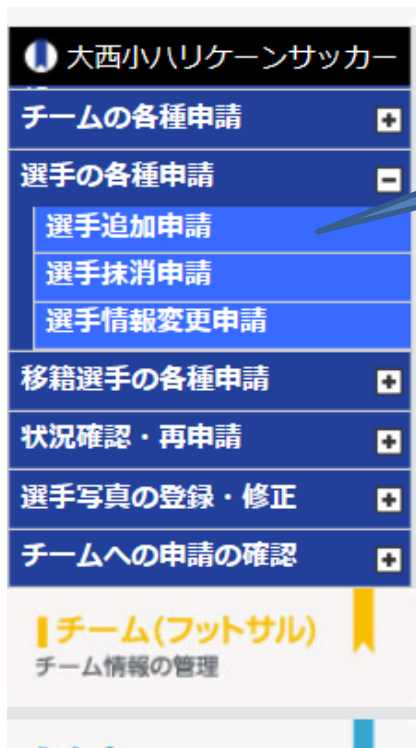 大西小ハリケーンサッカー
チームの各種申請
選手の各種申請
選手追加申請
選手抹消申請
選手情報変更申請
移籍選手の各種申請
状況確認・再申請
選手写真の登録・修正
チームへの申請の確認
チーム(フットサル)
チーム情報の管理